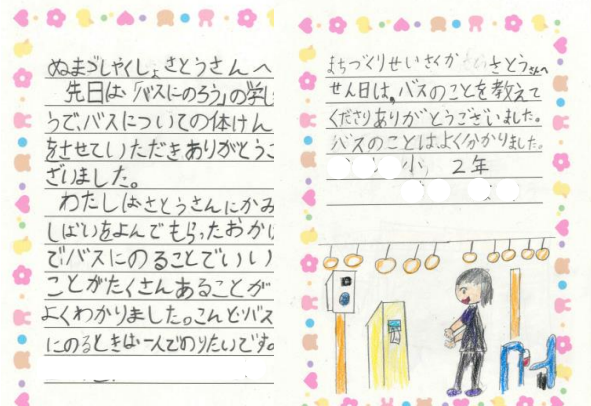 ぬまづしやくしょ さとうさんへ
先日は、「バスにのろう」の学し
うで、バスについての体けん
をさせていただきありがとうご
ざいました。
わたしは、さとうさんにかみ
しばいをよんでもらったおかげ
で、バスにのることでいい
ことがたくさんあることが
よくわかりました。こんどバス
にのるときは一人でのりたいです。
まちづくりせいさくか さとうさんへ
せん日は、バスのことを教えて
くださりありがとうございました。
バスのことは、よく分かりました。
小 2年